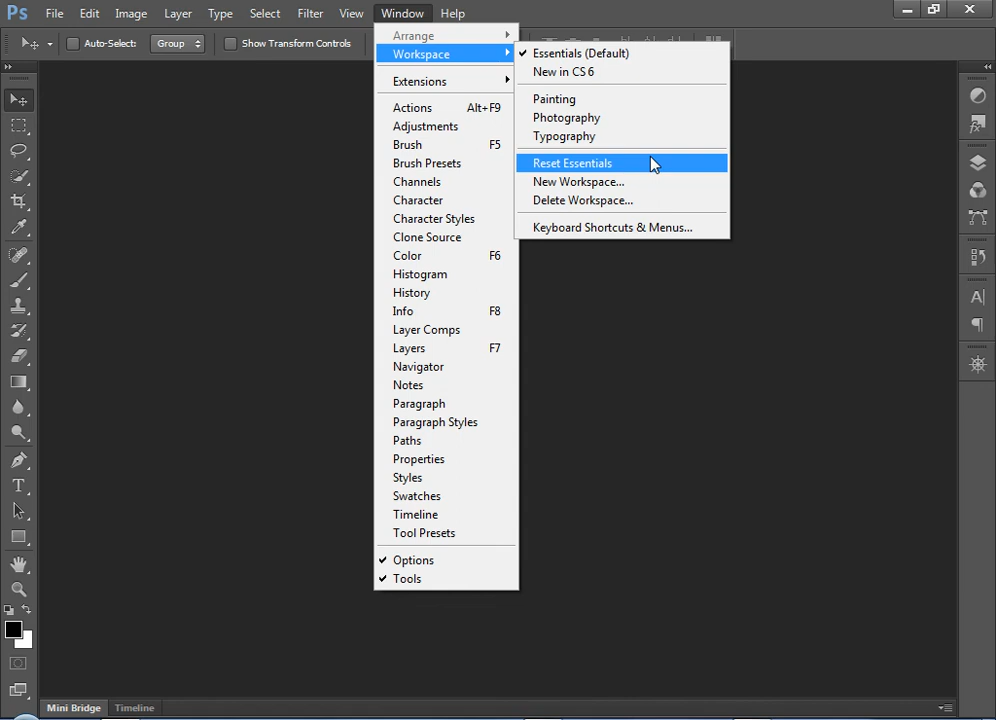 Ps File Edit Image Layer Type Select Filter View Window Help
Auto-Select: Group Show Transform Controls
Arrange
Workspace
Extensions
Actions Alt+F9
Adjustments
Brush F5
Brush Presets
Channels
Character
Character Styles
Clone Source
Color F6
Histogram
History
Info F8
Layer Comps
Layers F7
Navigator
Notes
Paragraph
Paragraph Styles
Paths
Properties
Styles
Swatches
Timeline
Tool Presets
Options
Tools
Essentials (Default)
New in CS6
Painting
Photography
Typography
Reset Essentials
New Workspace...
Delete Workspace...
Keyboard Shortcuts & Menus...
Mini Bridge Timeline